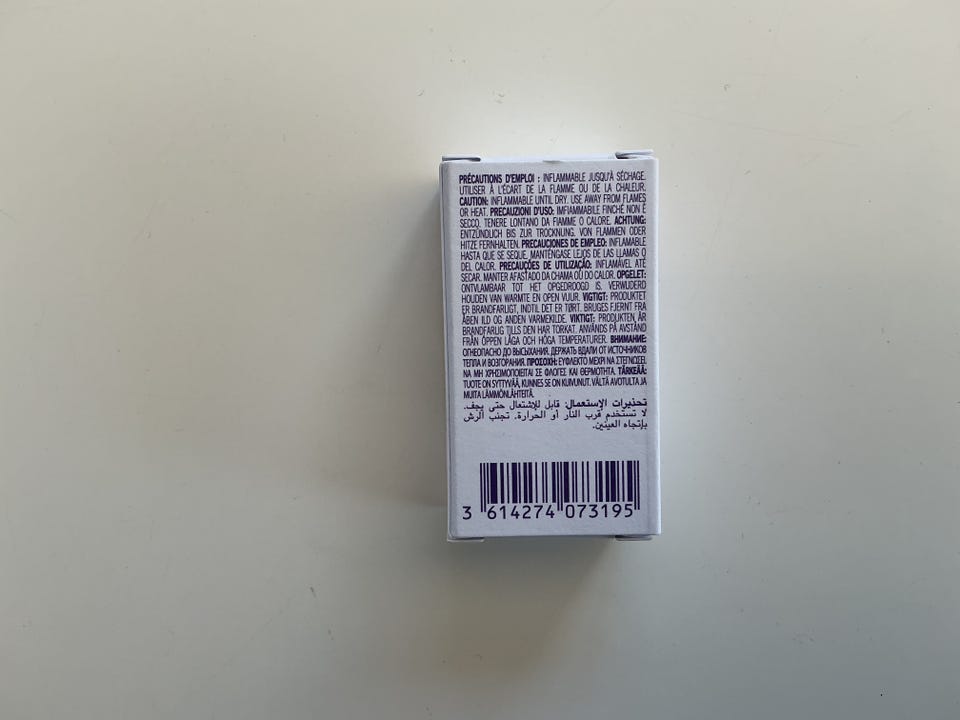 PRÉCAUTIONS D'EMPLOI : INFLAMMABLE JUSQU'À SÉCHAGE.
UTILISER À L'ÉCART DE LA FLAMME OU DE LA CHALEUR.
CAUTION: INFLAMMABLE UNTIL DRY. USE AWAY FROM FLAMES
OR HEAT. PRECAUZIONI D'USO: IMFIAMMABILE FINCHÉ NON É
SECCO. TENERE LONTANO DA FIAMME O CALORE. ACHTUNG:
ENTZÜNDLICH BIS ZUR TROCKNUNG. VON FLAMMEN ODER
HITZE FERNHALTEN. PRECAUCIONES DE EMPLEO: INFLAMABLE
HASTA QUE SE SEQUE. MANTÉNGASE LEJOS DE LAS LLAMAS O
DEL CALOR. PRECAUÇÕES DE UTILIZAÇÃO: INFLAMÁVEL ATÉ
SECAR. MANTER AFASTADO DA CHAMA OU DO CALOR. OPGELET:
ONTVLAMBAAR TOT HET OPGEDROOGD IS. VERWIJDERD
HOUDEN VAN WARMTE EN OPEN VUUR. VIGTIGT: PRODUKTET
ER BRANDFARLIGT, INDTIL DET ER TØRT. BRUGES FJERNT FRA
ÅBEN ILD OG ANDEN VARMEKILDE. VIKTIGT: PRODUKTEN ÄR
BRANDFARLIG TILLS DEN HAR TORKAT. ANVÄNDS PÅ AVSTÅND
FRÅN ÖPPEN LÅGA OCH HÖGA TEMPERATURER. ВНИМАНИЕ:
ОГНЕОПАСНО ДО ВЫСЫХАНИЯ. ДЕРЖАТЬ ВДАЛИ ОТ ИСТОЧНИКОВ
ТЕПЛА И ВОЗГОРАНИЯ. ΠΡΟΣΟΧΗ: ΕΥΦΛΕΚΤΟ ΜΕΧΡΙ ΝΑ ΣΤΕΓΝΩΣΕΙ.
ΝΑ ΜΗ ΧΡΗΣΙΜΟΠΟΙΕΙΤΑΙ ΣΕ ΦΛΟΓΕΣ ΚΑΙ ΘΕΡΜΟΤΗΤΑ. TÄRKEÄÄ:
TUOTE ON SYTTYVÄÄ, KUNNES SE ON KUIVUNUT. VÄLTÄ AVOTULTA JA
MUITA LÄMMÖNLÄHTEITÄ.
تحذيرات الإستعمال: قابل للإشتعال حتى يجف.
لا تستخدم قرب النار أو الحرارة. تجنب الرش
بإتجاه العينين.
3 614274 073195